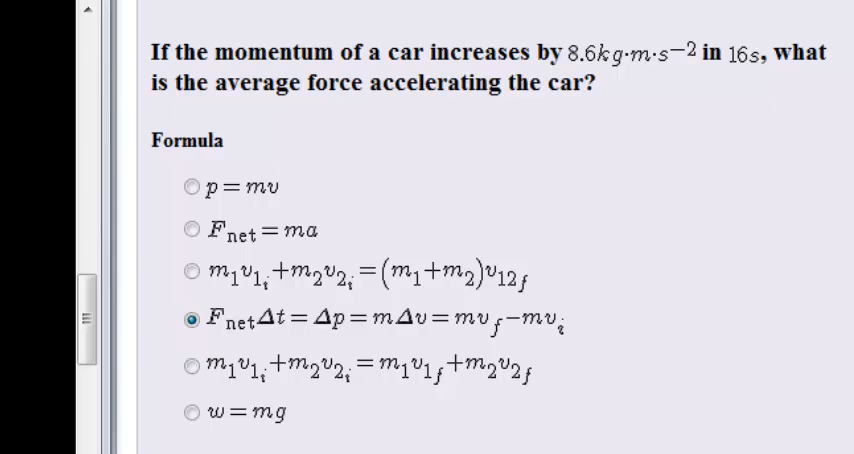 If the momentum of a car increases by 8.6kg·m·s−2 in 16s, what
is the average force accelerating the car?
Formula
p = mv
Fnet = ma
m1v1i+m2v2i=(m1+m2)v12f
FnetΔt = Δp = mΔv = mvf−mvi
m1v1i+m2v2i=m1v1f+m2v2f
w = mg